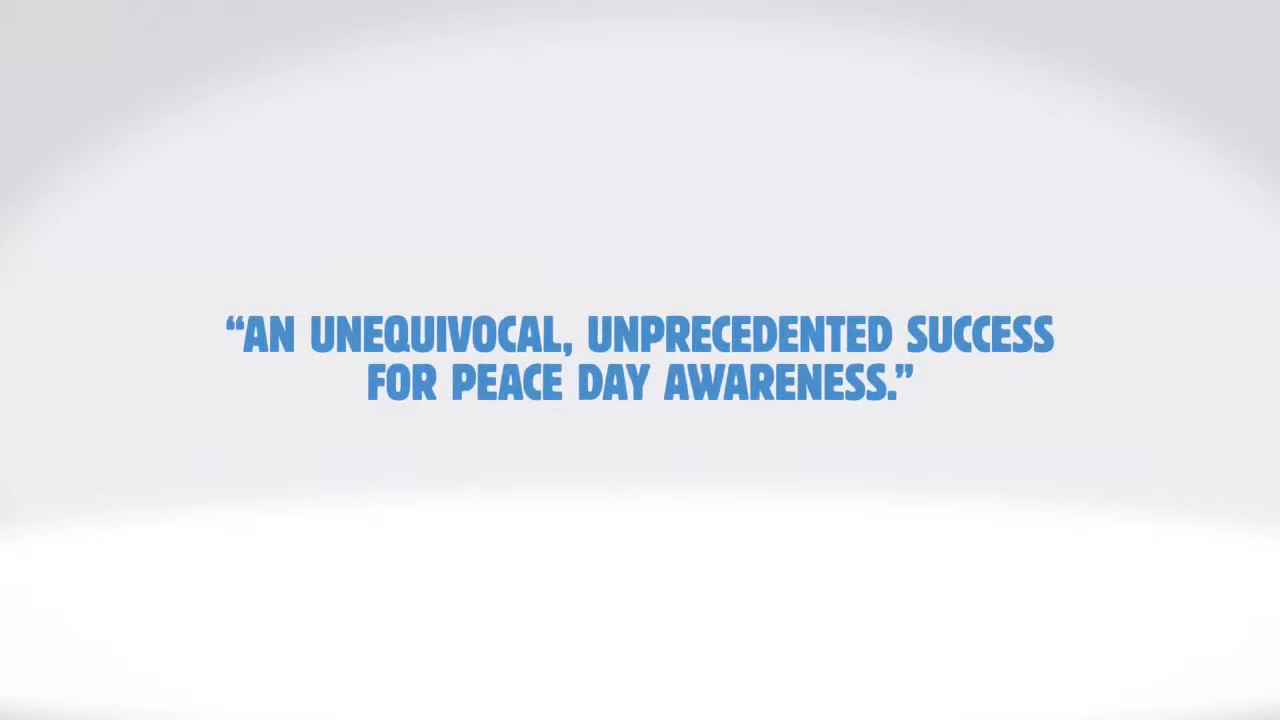 “AN UNEQUIVOCAL, UNPRECEDENTED SUCCESS
FOR PEACE DAY AWARENESS.”